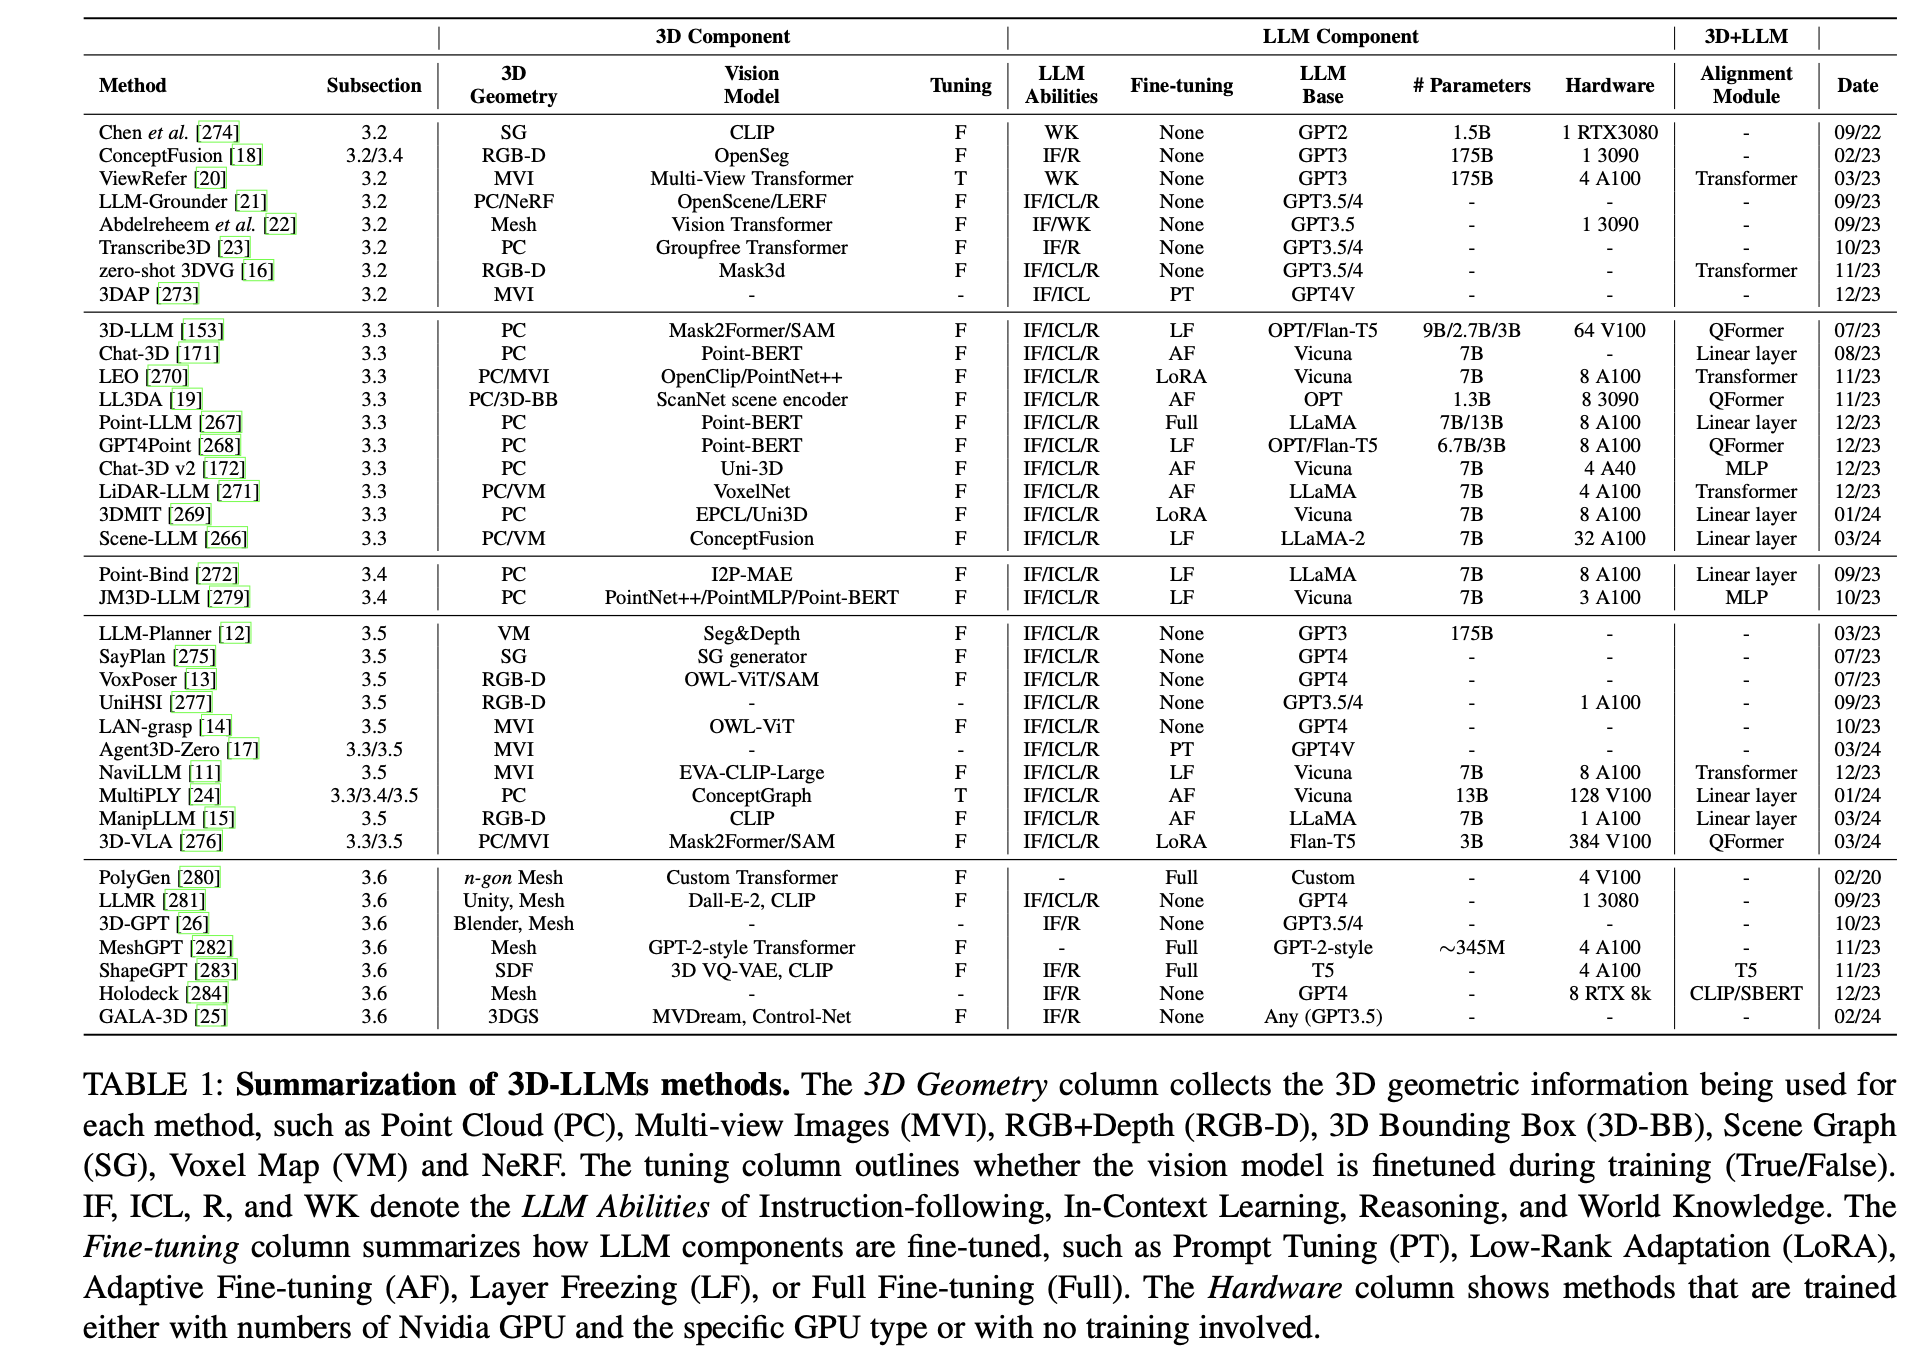 3D Component LLM Component 3D+LLM
Method Subsection 3D Geometry Vision Model Tuning LLM Abilities Fine-tuning LLM Base # Parameters Hardware Alignment Module Date
Chen et al. [274] 3.2 SG CLIP F WK None GPT2 1.5B 1 RTX3080 - 09/22
ConceptFusion [18] 3.2/3.4 RGB-D OpenSeg F IF/R None GPT3 175B 1 3090 - 02/23
ViewRefer [20] 3.2 MVI Multi-View Transformer T WK None GPT3 175B 4 A100 Transformer 03/23
LLM-Grounder [21] 3.2 PC/NeRF OpenScene/LERF F IF/ICL/R None GPT3.5/4 - - - 09/23
Abdelreheem et al. [22] 3.2 Mesh Vision Transformer F IF/WK None GPT3.5 - 1 3090 - 09/23
Transcribe3D [23] 3.2 PC Groupfree Transformer F IF/R None GPT3.5/4 - - - 10/23
zero-shot 3DVG [16] 3.2 RGB-D Mask3d F IF/ICL/R None GPT3.5/4 - - Transformer 11/23
3DAP [273] 3.2 MVI - - IF/ICL PT GPT4V - - - 12/23
3D-LLM [153] 3.3 PC Mask2Former/SAM F IF/ICL/R LF OPT/Flan-T5 9B/2.7B/3B 64 V100 QFormer 07/23
Chat-3D [171] 3.3 PC Point-BERT F IF/ICL/R AF Vicuna 7B - Linear layer 08/23
LEO [270] 3.3 PC/MVI OpenClip/PointNet++ F IF/ICL/R LoRA Vicuna 7B 8 A100 Transformer 11/23
LL3DA [19] 3.3 PC/3D-BB ScanNet scene encoder F IF/ICL/R AF OPT 1.3B 8 3090 QFormer 11/23
Point-LLM [267] 3.3 PC Point-BERT F IF/ICL/R Full LLaMA 7B/13B 8 A100 Linear layer 12/23
GPT4Point [268] 3.3 PC Point-BERT F IF/ICL/R LF OPT/Flan-T5 6.7B/3B 8 A100 QFormer 12/23
Chat-3D v2 [172] 3.3 PC Uni-3D F IF/ICL/R AF Vicuna 7B 4 A40 MLP 12/23
LiDAR-LLM [271] 3.3 PC/VM VoxelNet F IF/ICL/R AF LLaMA 7B 4 A100 Transformer 12/23
3DMIT [269] 3.3 PC EPCL/Uni3D F IF/ICL/R LoRA Vicuna 7B 8 A100 Linear layer 01/24
Scene-LLM [266] 3.3 PC/VM ConceptFusion F IF/ICL/R LF LLaMA-2 7B 32 A100 Linear layer 03/24
Point-Bind [272] 3.4 PC I2P-MAE F IF/ICL/R LF LLaMA 7B 8 A100 Linear layer 09/23
JM3D-LLM [279] 3.4 PC PointNet++/PointMLP/Point-BERT F IF/ICL/R LF Vicuna 7B 3 A100 MLP 10/23
LLM-Planner [12] 3.5 VM Seg&Depth F IF/ICL/R None GPT3 175B - - 03/23
SayPlan [275] 3.5 SG SG generator F IF/ICL/R None GPT4 - - - 07/23
VoxPoser [13] 3.5 RGB-D OWL-ViT/SAM F IF/ICL/R None GPT4 - - - 07/23
UniHSI [277] 3.5 RGB-D - - IF/ICL/R None GPT3.5/4 - 1 A100 - 09/23
LAN-grasp [14] 3.5 MVI OWL-ViT F IF/ICL/R None GPT4 - - - 10/23
Agent3D-Zero [17] 3.3/3.5 MVI - - IF/ICL/R PT GPT4V - - - 03/24
NaviLLM [11] 3.5 MVI EVA-CLIP-Large F IF/ICL/R LF Vicuna 7B 8 A100 Transformer 12/23
MultiPLY [24] 3.3/3.4/3.5 PC ConceptGraph T IF/ICL/R AF Vicuna 13B 128 V100 Linear layer 01/24
ManipLLM [15] 3.5 RGB-D CLIP F IF/ICL/R AF LLaMA 7B 1 A100 Linear layer 03/24
3D-VLA [276] 3.3/3.5 PC/MVI Mask2Former/SAM F IF/ICL/R LoRA Flan-T5 3B 384 V100 QFormer 03/24
PolyGen [280] 3.6 n-gon Mesh Custom Transformer F - Full Custom - 4 V100 - 02/20
LLMR [281] 3.6 Unity, Mesh Dall-E-2, CLIP F IF/ICL/R None GPT4 - 1 3080 - 09/23
3D-GPT [26] 3.6 Blender, Mesh - - IF/R None GPT3.5/4 - - - 10/23
MeshGPT [282] 3.6 Mesh GPT-2-style Transformer F - Full GPT-2-style ~345M 4 A100 - 11/23
ShapeGPT [283] 3.6 SDF 3D VQ-VAE, CLIP F IF/R Full T5 - 4 A100 T5 11/23
Holodeck [284] 3.6 Mesh - - IF/R None GPT4 - 8 RTX 8k CLIP/SBERT 12/23
GALA-3D [25] 3.6 3DGS MVDream, Control-Net F IF/R None Any (GPT3.5) - - - 02/24
TABLE 1: Summarization of 3D-LLMs methods. The 3D Geometry column collects the 3D geometric information being used for
each method, such as Point Cloud (PC), Multi-view Images (MVI), RGB+Depth (RGB-D), 3D Bounding Box (3D-BB), Scene Graph
(SG), Voxel Map (VM) and NeRF. The tuning column outlines whether the vision model is finetuned during training (True/False).
IF, ICL, R, and WK denote the LLM Abilities of Instruction-following, In-Context Learning, Reasoning, and World Knowledge. The
Fine-tuning column summarizes how LLM components are fine-tuned, such as Prompt Tuning (PT), Low-Rank Adaptation (LoRA),
Adaptive Fine-tuning (AF), Layer Freezing (LF), or Full Fine-tuning (Full). The Hardware column shows methods that are trained
either with numbers of Nvidia GPU and the specific GPU type or with no training involved.